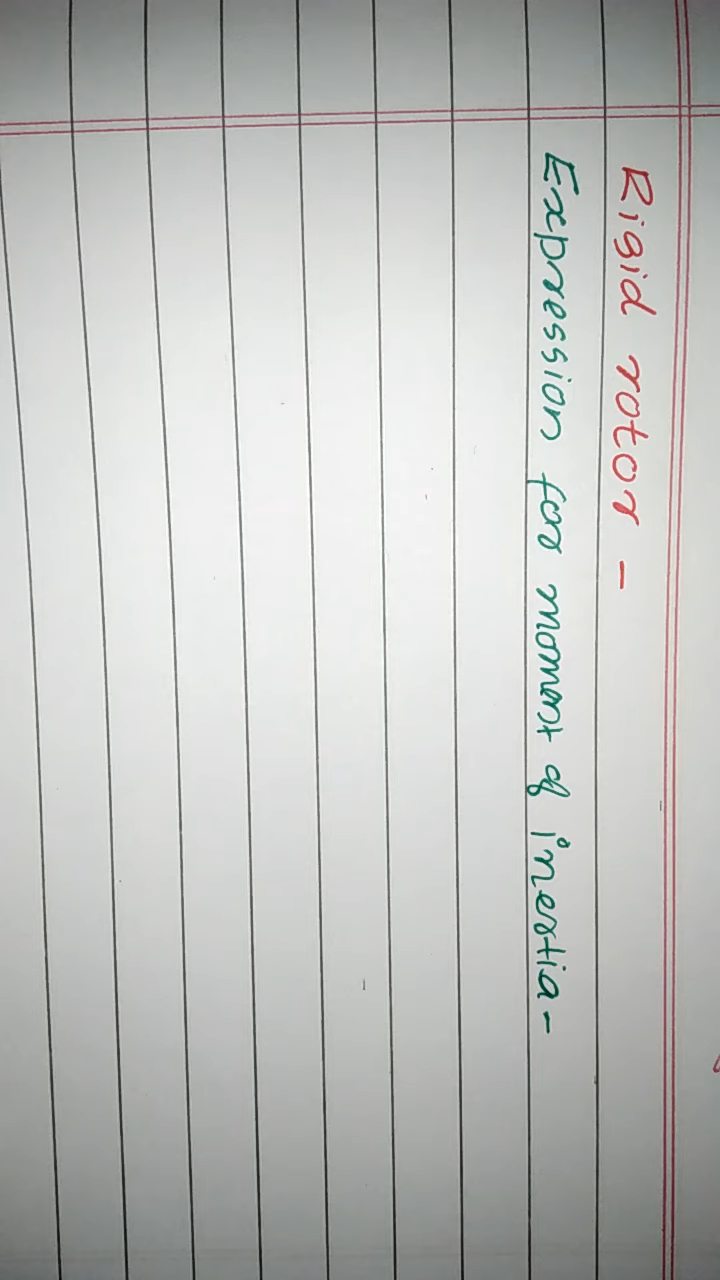 Rigid rotor -
Expression for moment of inertia -